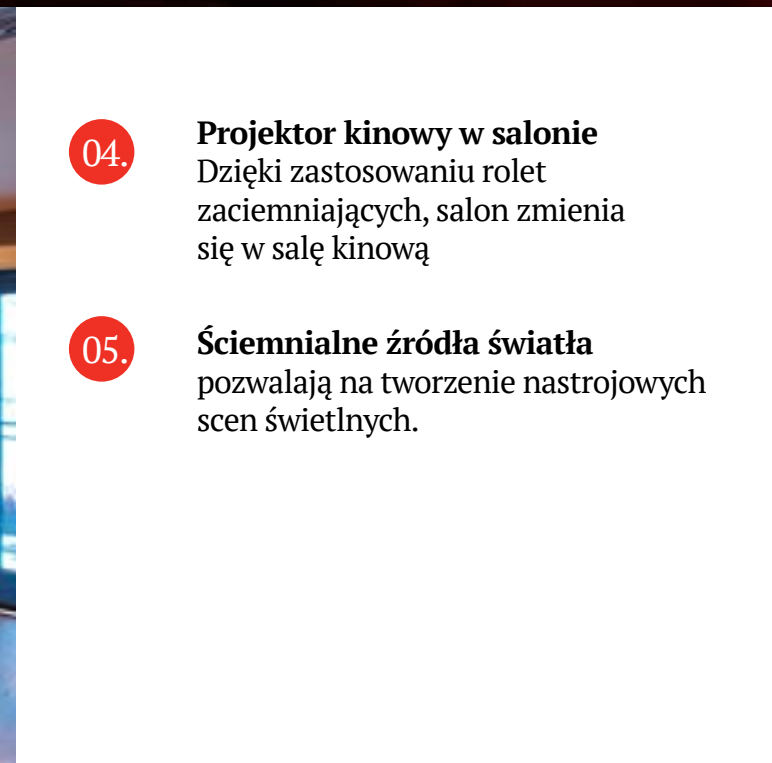 04.
Projektor kinowy w salonie
Dzięki zastosowaniu rolet
zaciemniających, salon zmienia
się w salę kinową
05.
Ściemnialne źródła światła
pozwalają na tworzenie nastrojowych
scen świetlnych.